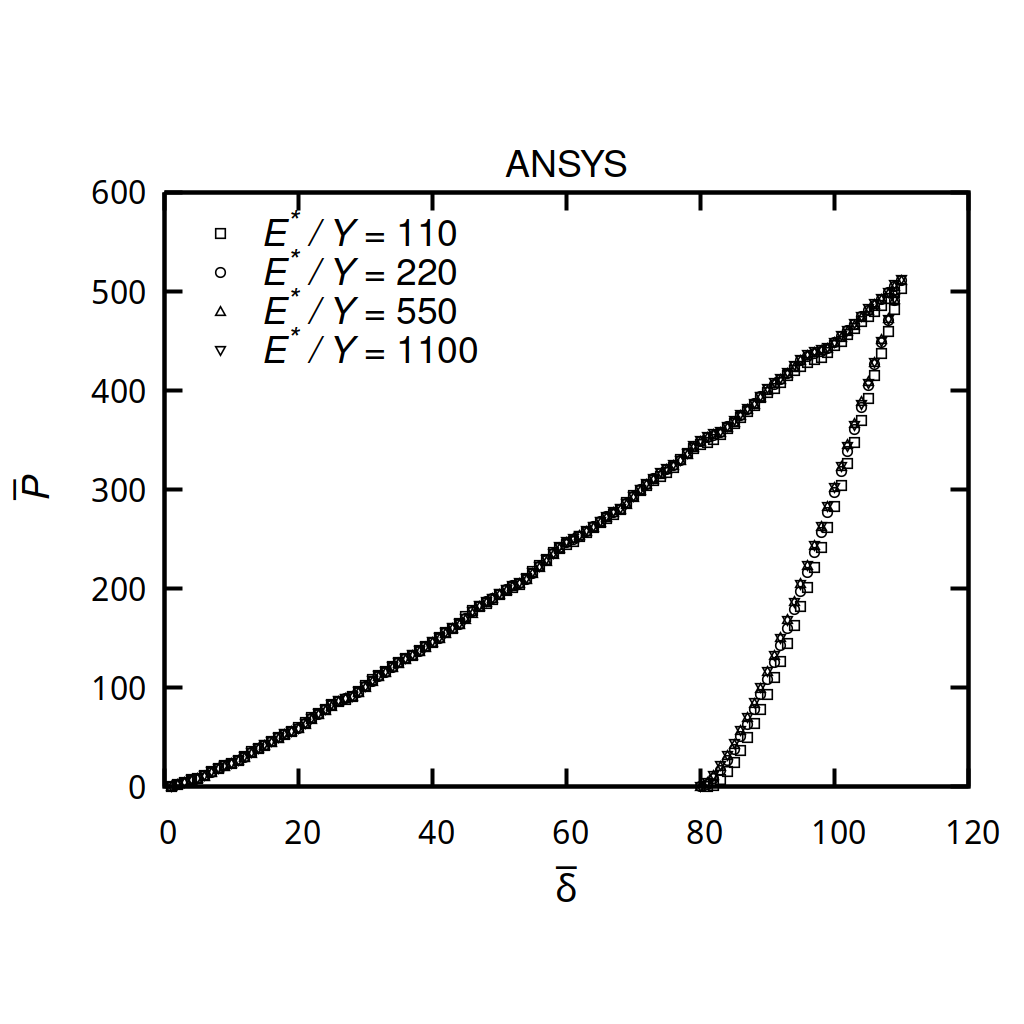 ANSYS
600
500
400
300
200
100
0
E* / Y = 110
E* / Y = 220
E* / Y = 550
E* / Y = 1100
P̅
0 20 40 60 80 100 120
δ̅